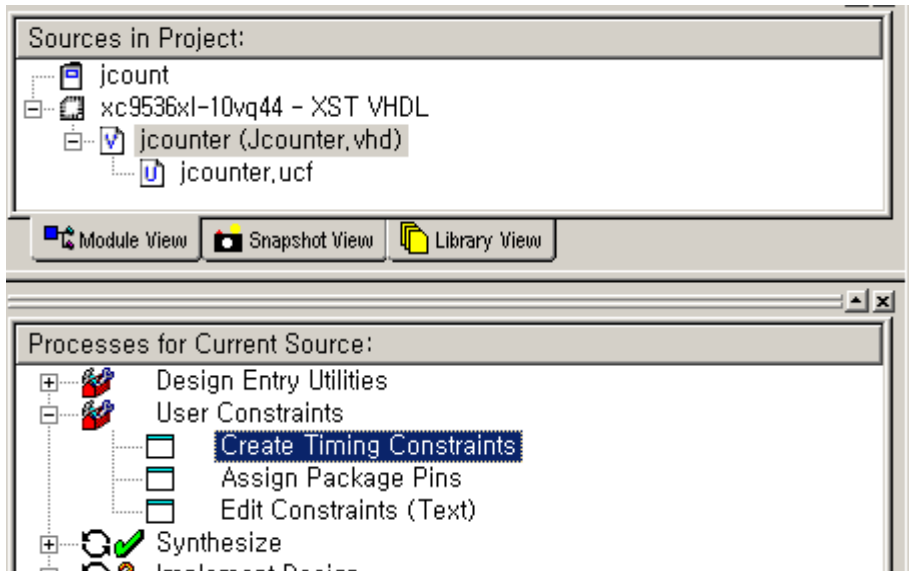 Sources in Project:
jcount
xc9536xl-10vq44 - XST VHDL
jcounter (Jcounter.vhd)
jcounter.ucf
Module View Snapshot View Library View
Processes for Current Source:
Design Entry Utilities
User Constraints
Create Timing Constraints
Assign Package Pins
Edit Constraints (Text)
Synthesize
Implement Design